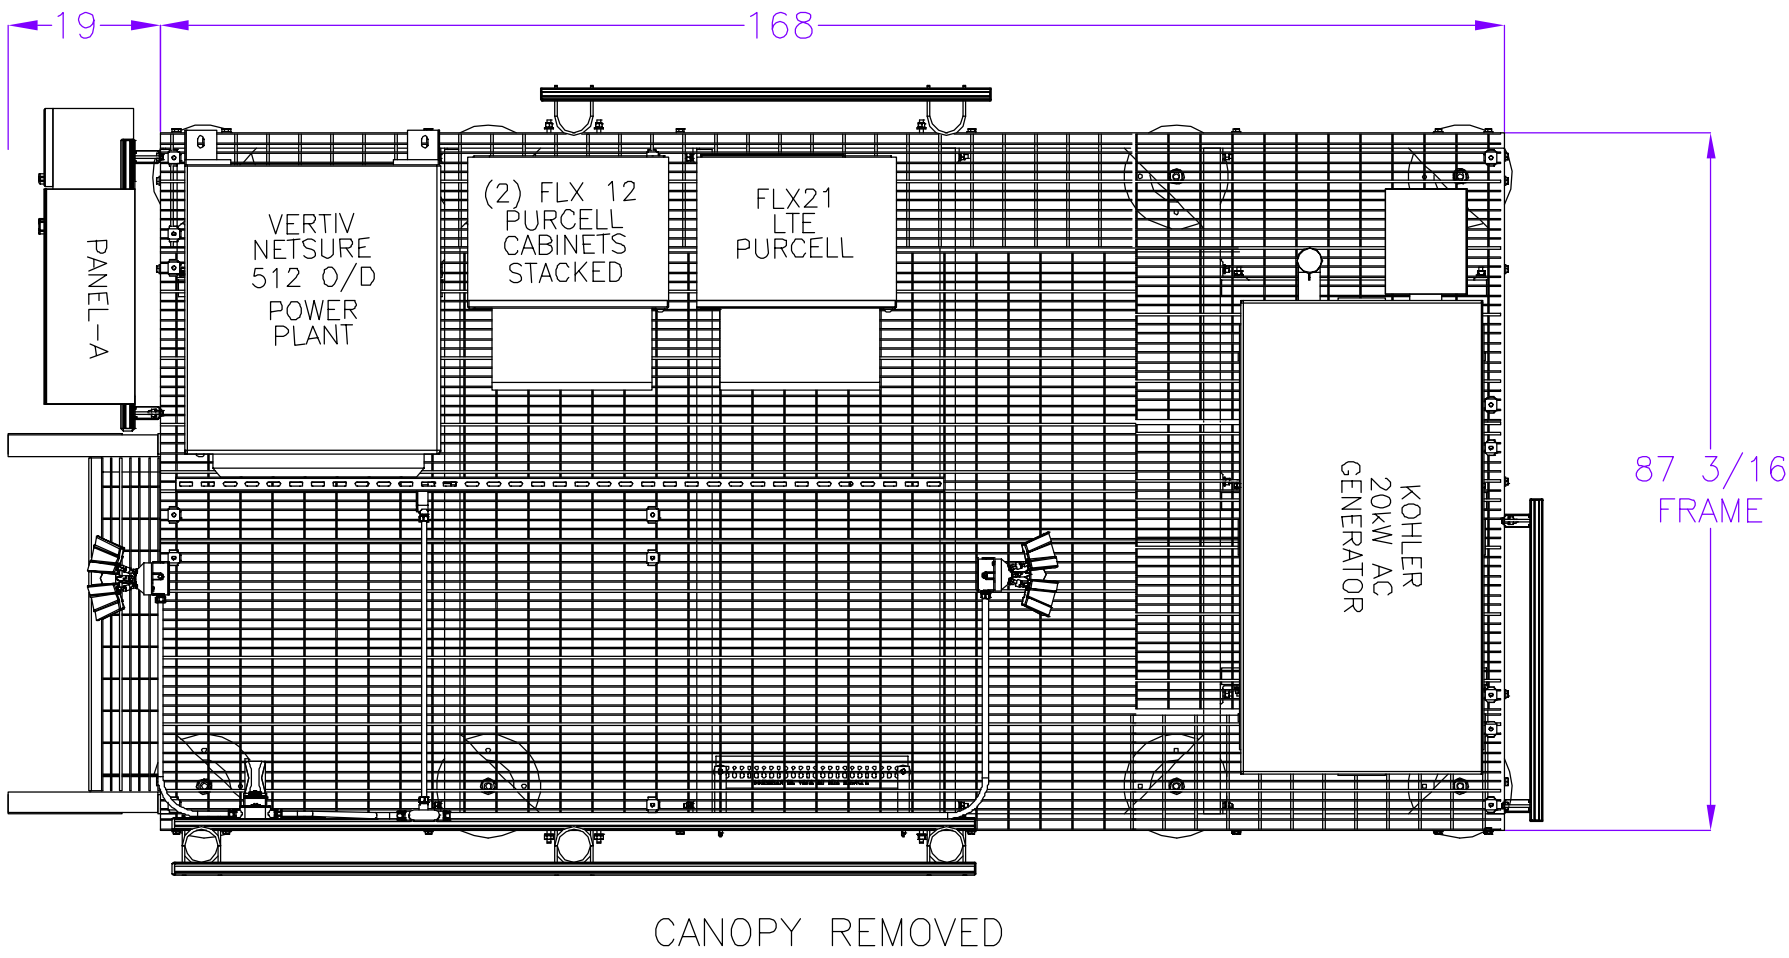 19
168
VERTIV
NETSURE
512 O/D
POWER
PLANT
(2) FLX 12
PURCELL
CABINETS
STACKED
FLX21
LTE
PURCELL
PANEL-A
KOHLER
20kW AC
GENERATOR
87 3/16
FRAME
CANOPY REMOVED